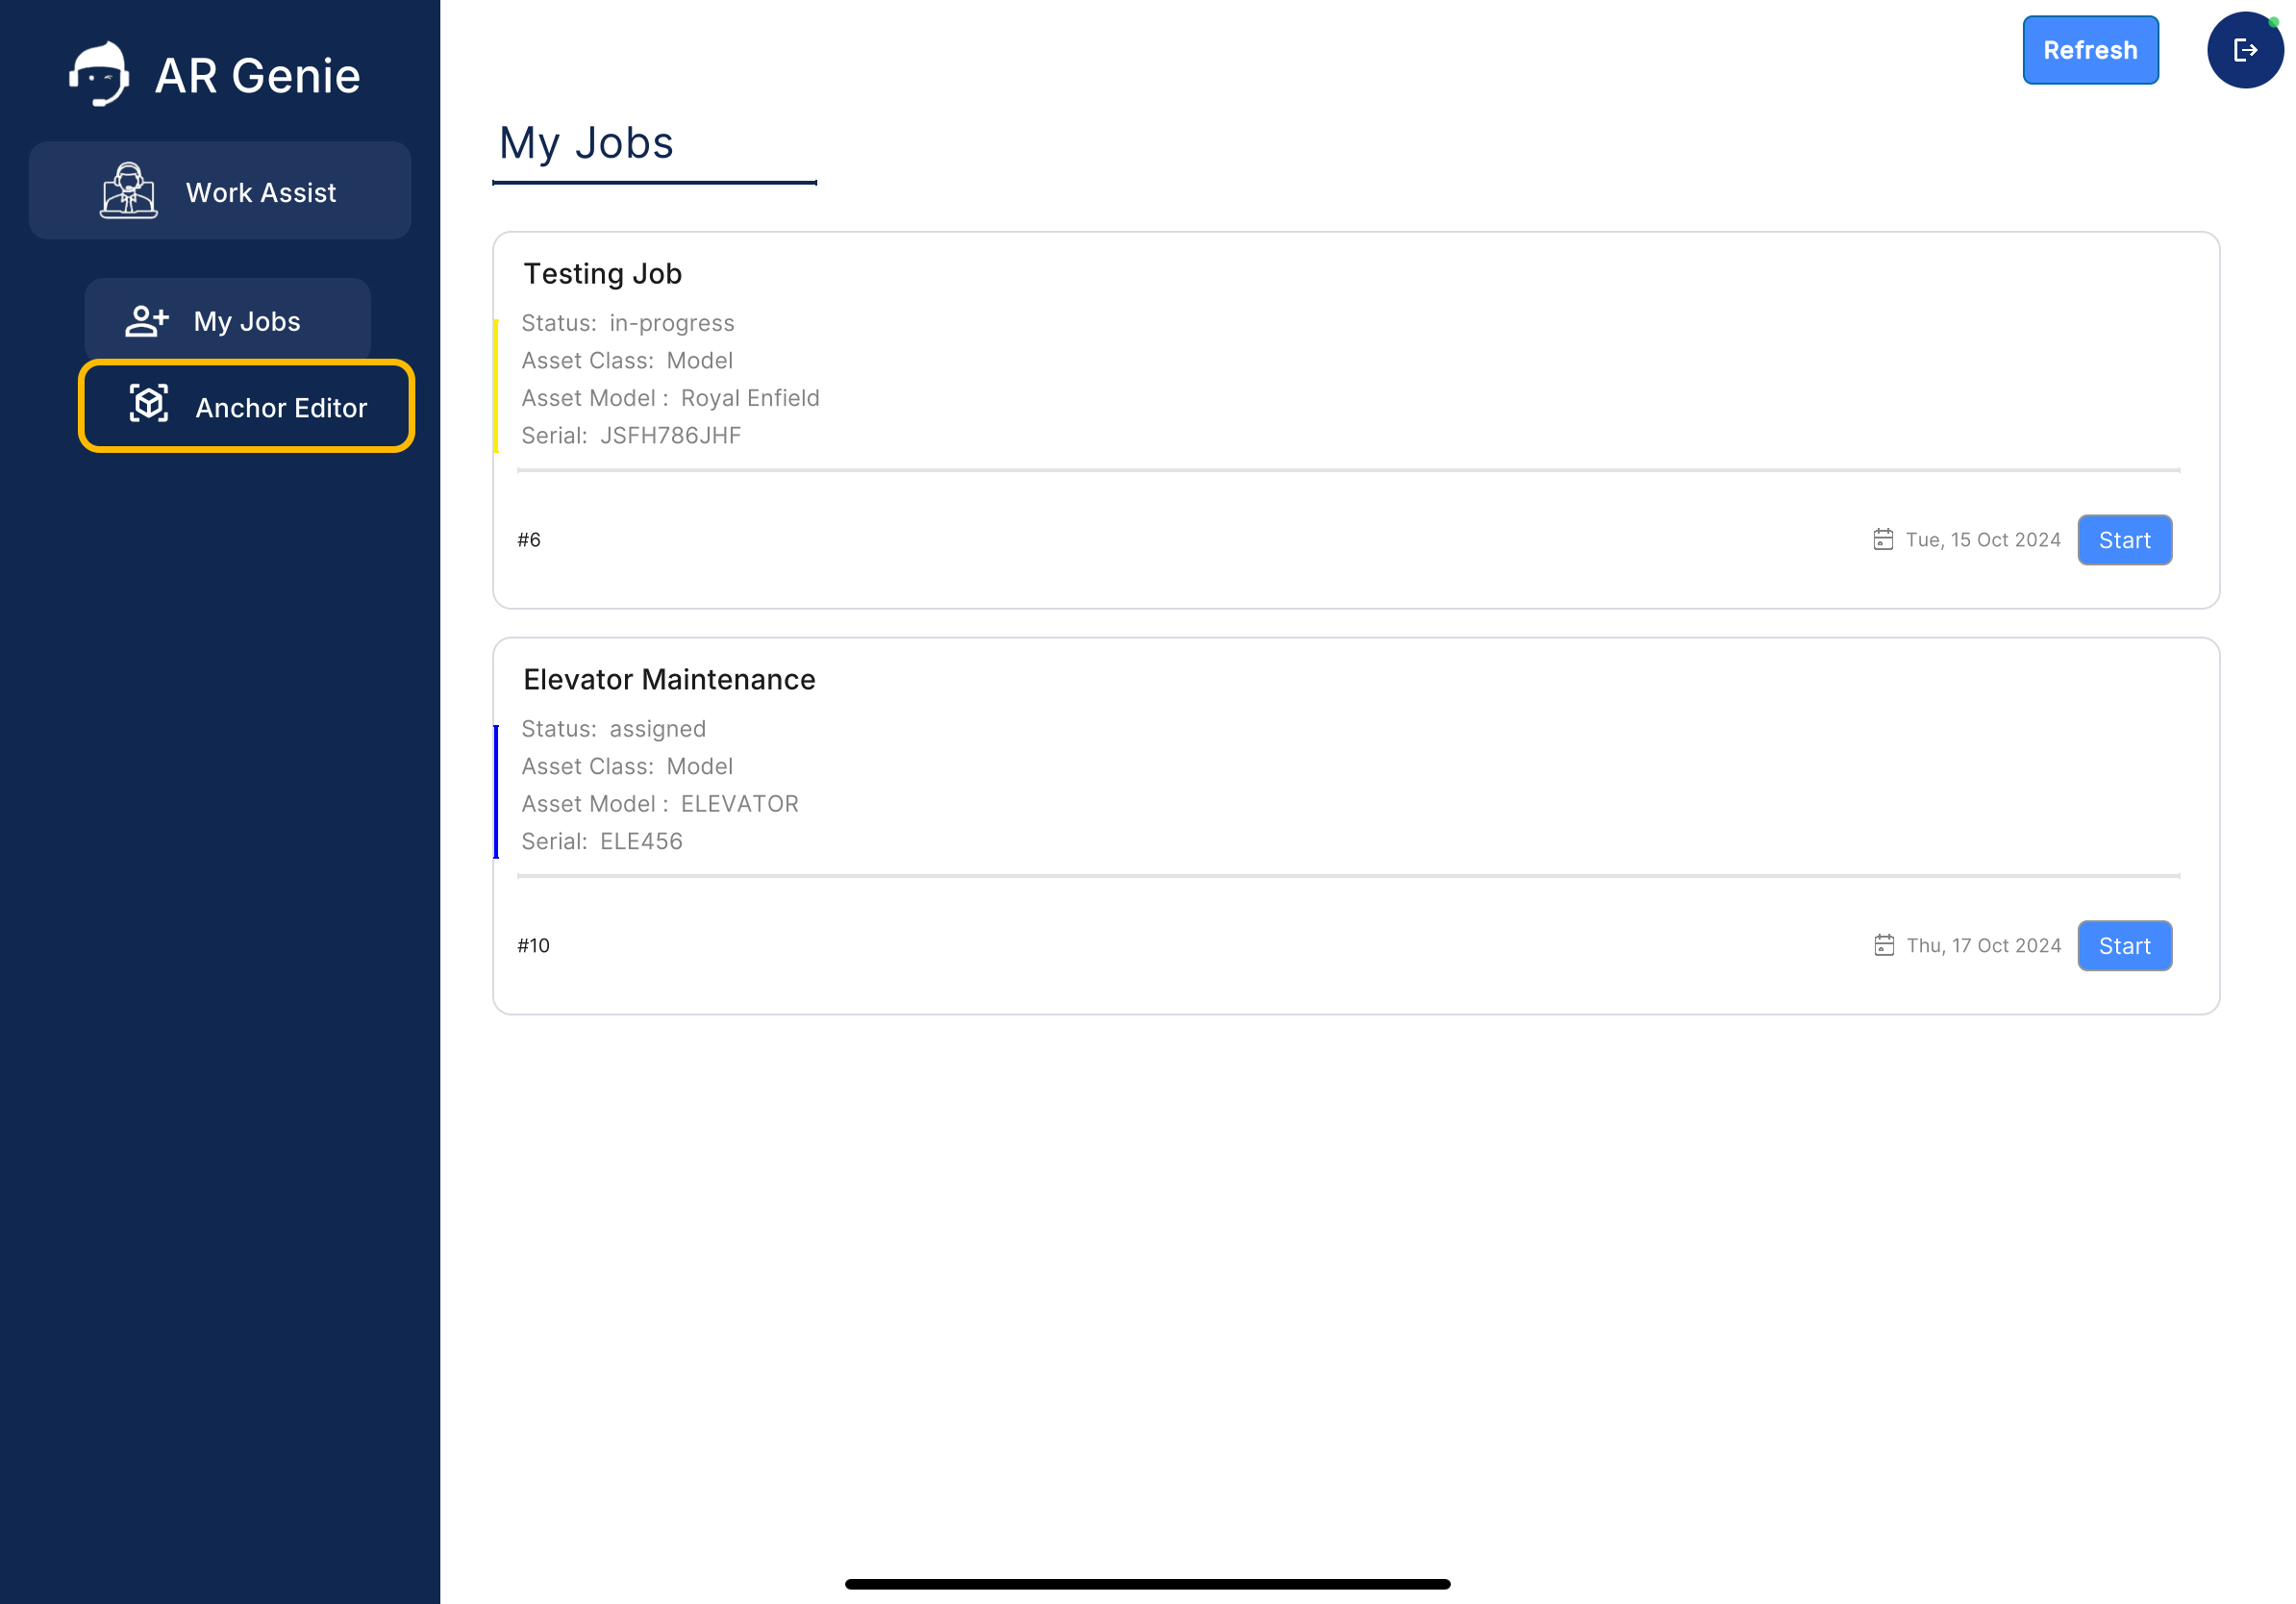 AR Genie
Work Assist
My Jobs
Anchor Editor
Refresh
My Jobs
Testing Job
Status: in-progress
Asset Class: Model
Asset Model : Royal Enfield
Serial: JSFH786JHF
#6
Tue, 15 Oct 2024
Start
Elevator Maintenance
Status: assigned
Asset Class: Model
Asset Model : ELEVATOR
Serial: ELE456
#10
Thu, 17 Oct 2024
Start